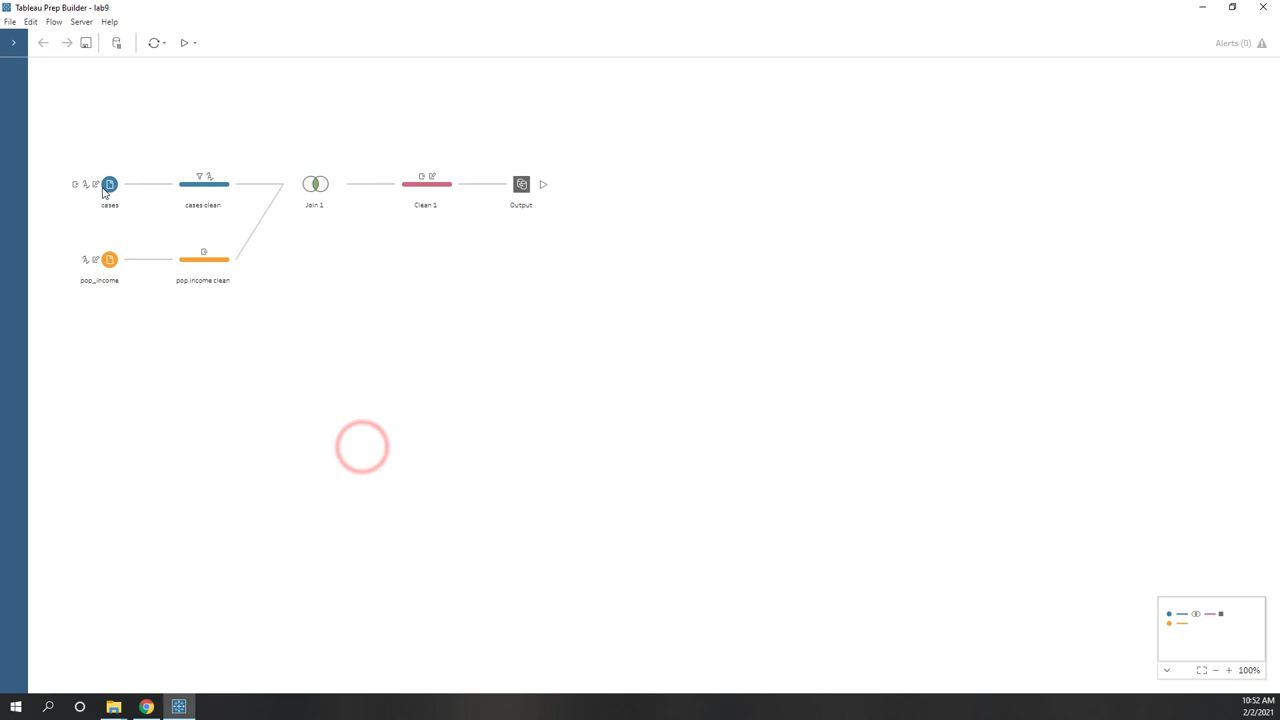 Tableau Prep Builder - lab9
File Edit Flow Server Help
Alerts (0)
cases
cases clean
Join 1
Clean 1
Output
pop_income
pop income clean
100%
10:52 AM
2/2/2021